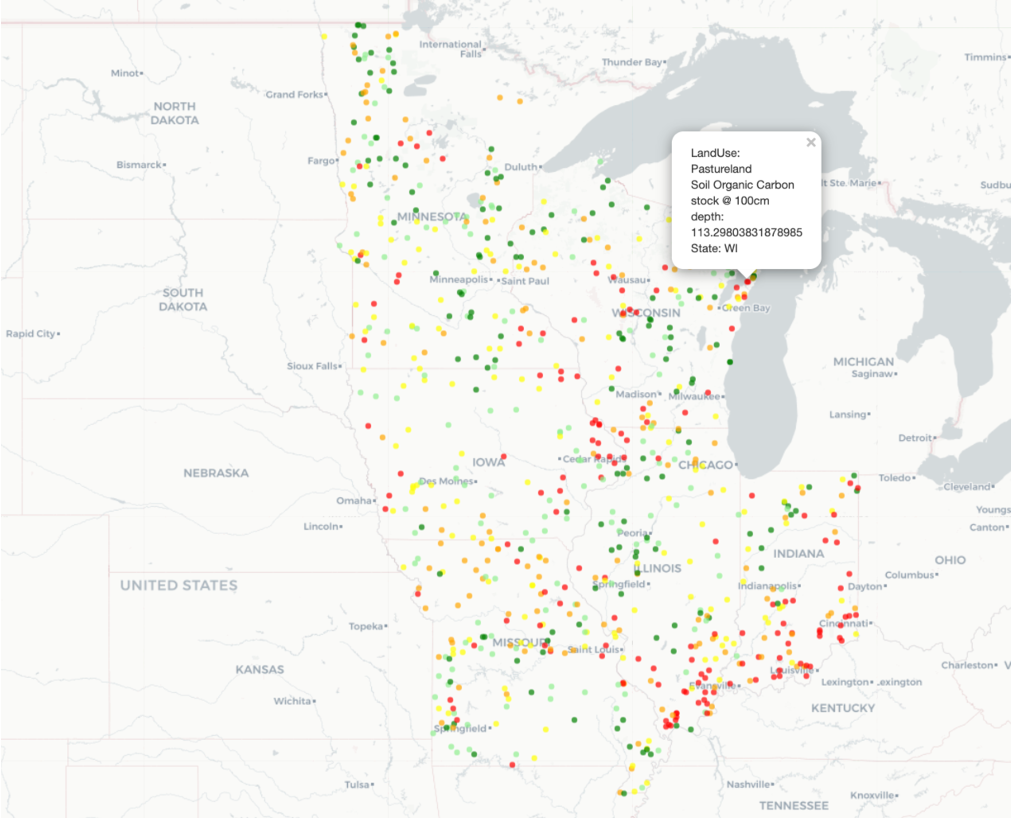 International
Falls
Thunder Bay
Timmins
Minot
Grand Forks
NORTH
DAKOTA
×
LandUse:
Pastureland
Soil Organic Carbon
stock @ 100cm
depth:
113.29803831878985
State: WI
Bismarck
Fargo
Duluth
lt Ste. Marie
Sudbu
MINNESOTA
Minneapolis
Saint Paul
Wausau
SOUTH
DAKOTA
Green Bay
WISCONSIN
Rapid City
MICHIGAN
Saginaw
Sioux Falls
Madison
Milwaukee
Lansing
Detroit
IOWA
Cedar Rapids
CHICAGO
NEBRASKA
Des Moines
Toledo
Cleveland
Omaha
Youngs
Lincoln
Canton
Peoria
INDIANA
OHIO
ILLINOIS
Columbus
UNITED STATES
Springfield
Indianapolis
Dayton
Topeka
Cincinnati
MISSOURI
Saint Louis
KANSAS
Louisville
Charleston
V
Evansville
Lexington
Lexington
Wichita
KENTUCKY
Springfield
Tulsa
Nashville
Knoxville
TENNESSEE